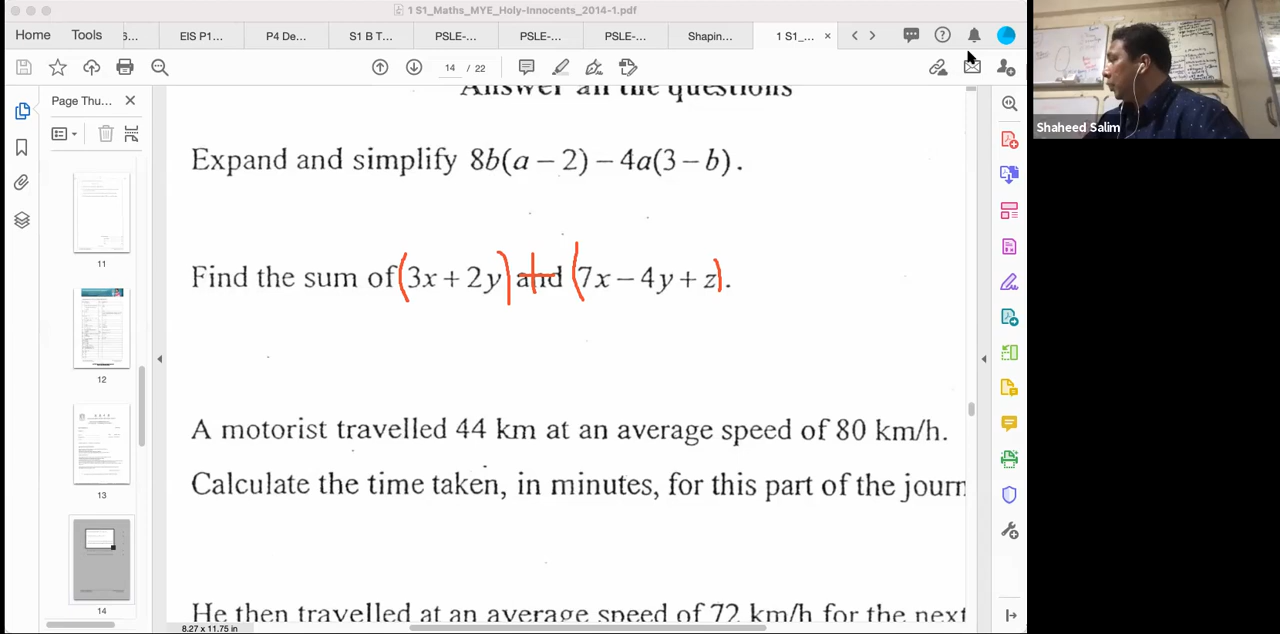 1 S1_Maths_MYE_Holy-Innocents_2014-1.pdf
Home Tools S... EIS P1... P4 De... S1 B T... PSLE-... PSLE-... PSLE-... Shapin... 1 S1_... ×
14 / 22
Page Thu... ×
11
12
13
14
Answer all the questions
Expand and simplify 8b(a − 2) − 4a(3 − b).
Find the sum of (3x + 2y) and + (7x − 4y + z).
A motorist travelled 44 km at an average speed of 80 km/h.
Calculate the time taken, in minutes, for this part of the journ
He then travelled at an average speed of 72 km/h for the next
8.27 x 11.75 in
Shaheed Salim